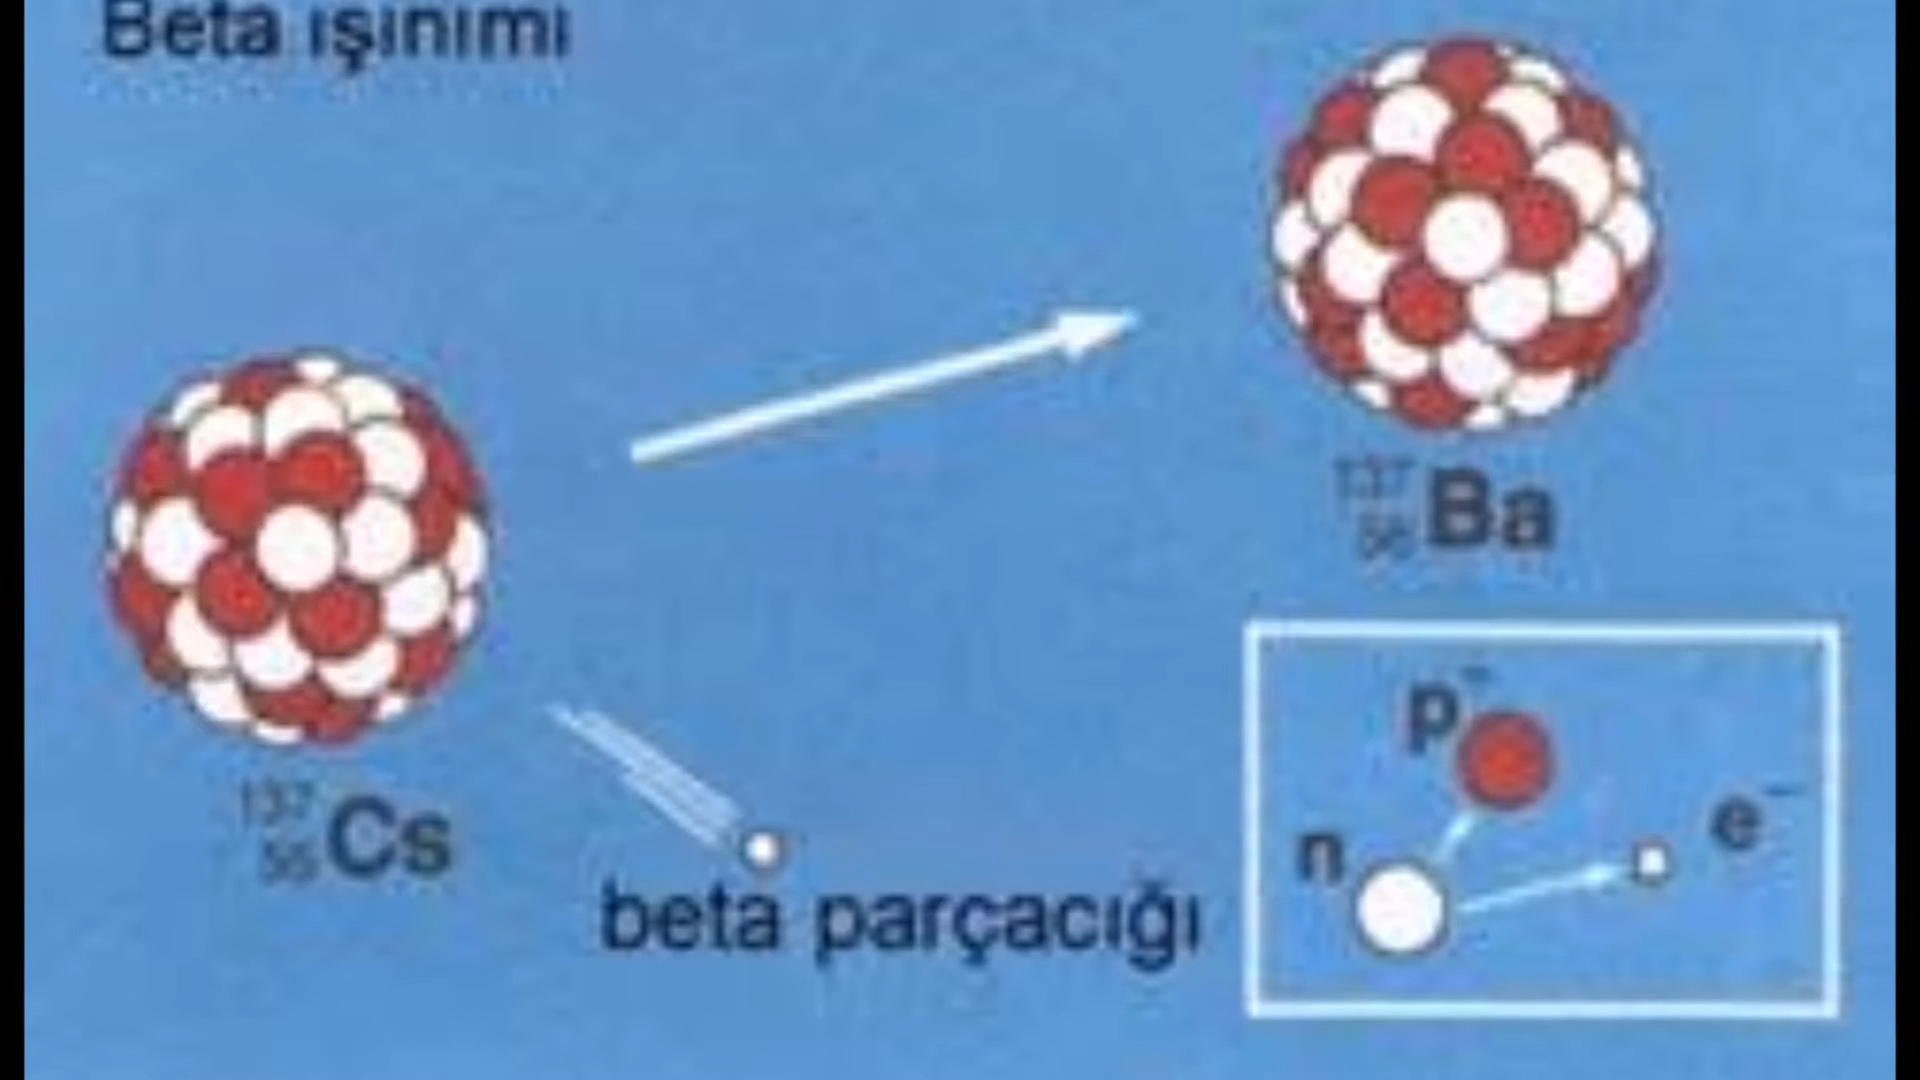 Beta ışınımı
137
56 Ba
137
55 Cs
beta parçacığı
p-
n
e-